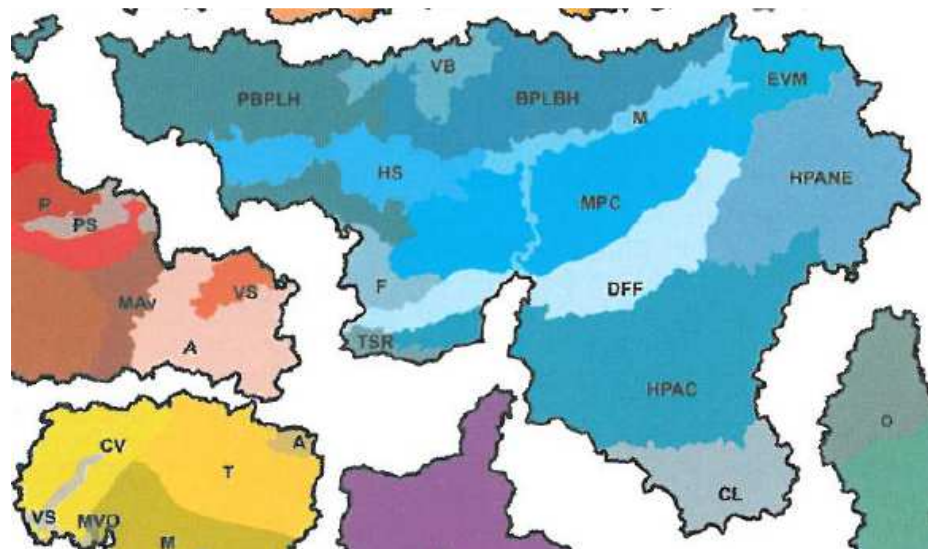 VB
EVM
PBPLH
BPLBH
M
HS
HPANE
P
MPC
PS
F
DFF
MAv
VS
TSR
A
HPAC
O
CV
A
T
CL
VS
MVO
M